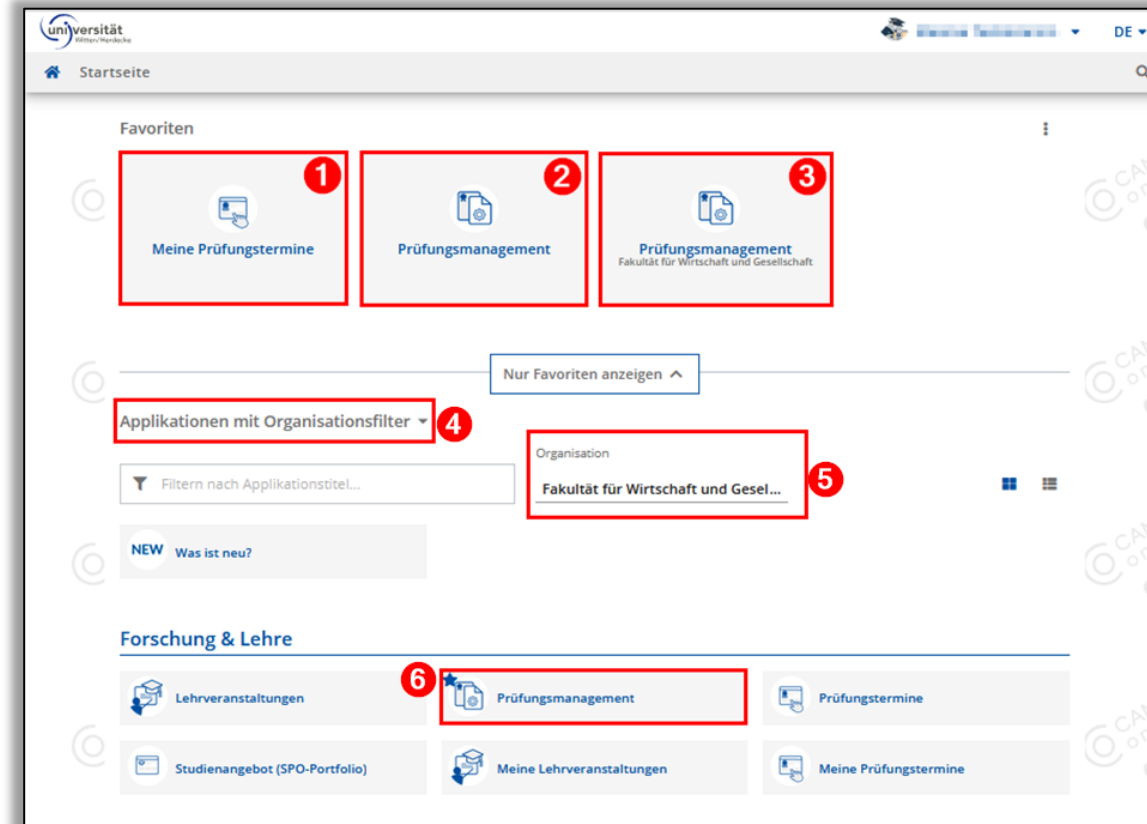 universität
Witten/Herdecke
DE
Startseite
Favoriten
1
2
3
Meine Prüfungstermine
Prüfungsmanagement
Prüfungsmanagement
Fakultät für Wirtschaft und Gesellschaft
Nur Favoriten anzeigen
Applikationen mit Organisationsfilter
4
Organisation
Filtern nach Applikationstitel...
Fakultät für Wirtschaft und Gesel...
5
NEW Was ist neu?
Forschung & Lehre
6
Lehrveranstaltungen
Prüfungsmanagement
Prüfungstermine
Studienangebot (SPO-Portfolio)
Meine Lehrveranstaltungen
Meine Prüfungstermine